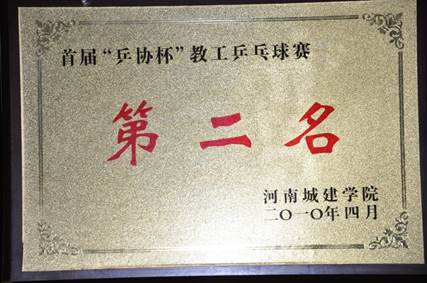 首届“乒协杯”教工乒乓球赛
第二名
河南城建学院
二〇一〇年四月